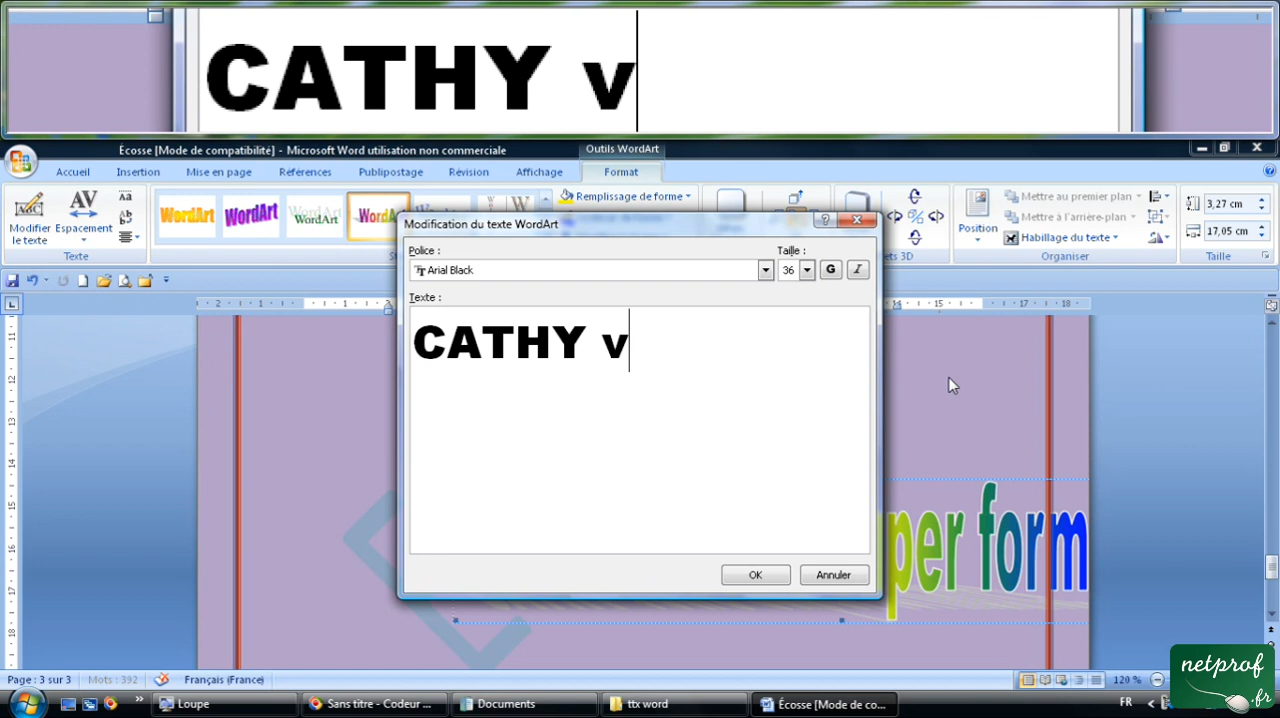 CATHY v
Écosse [Mode de compatibilité] - Microsoft Word utilisation non commerciale
Outils WordArt
Accueil Insertion Mise en page Références Publipostage Révision Affichage Format
WordArt WordArt WordArt WordA
Remplissage de forme
Modifier le texte
Espacement
Position
Mettre au premier plan
Mettre à l'arrière-plan
Habillage du texte
3,27 cm
17,05 cm
Texte
ets 3D
Organiser
Taille
Modification du texte WordArt
Police :
Taille :
Arial Black
36
G I
Texte :
CATHY v
OK Annuler
per form
Page : 3 sur 3 Mots : 392 Français (France) 120 %
netprof
.fr
Loupe
Sans titre - Codeur ...
Documents
ttx word
Écosse [Mode de co...
FR